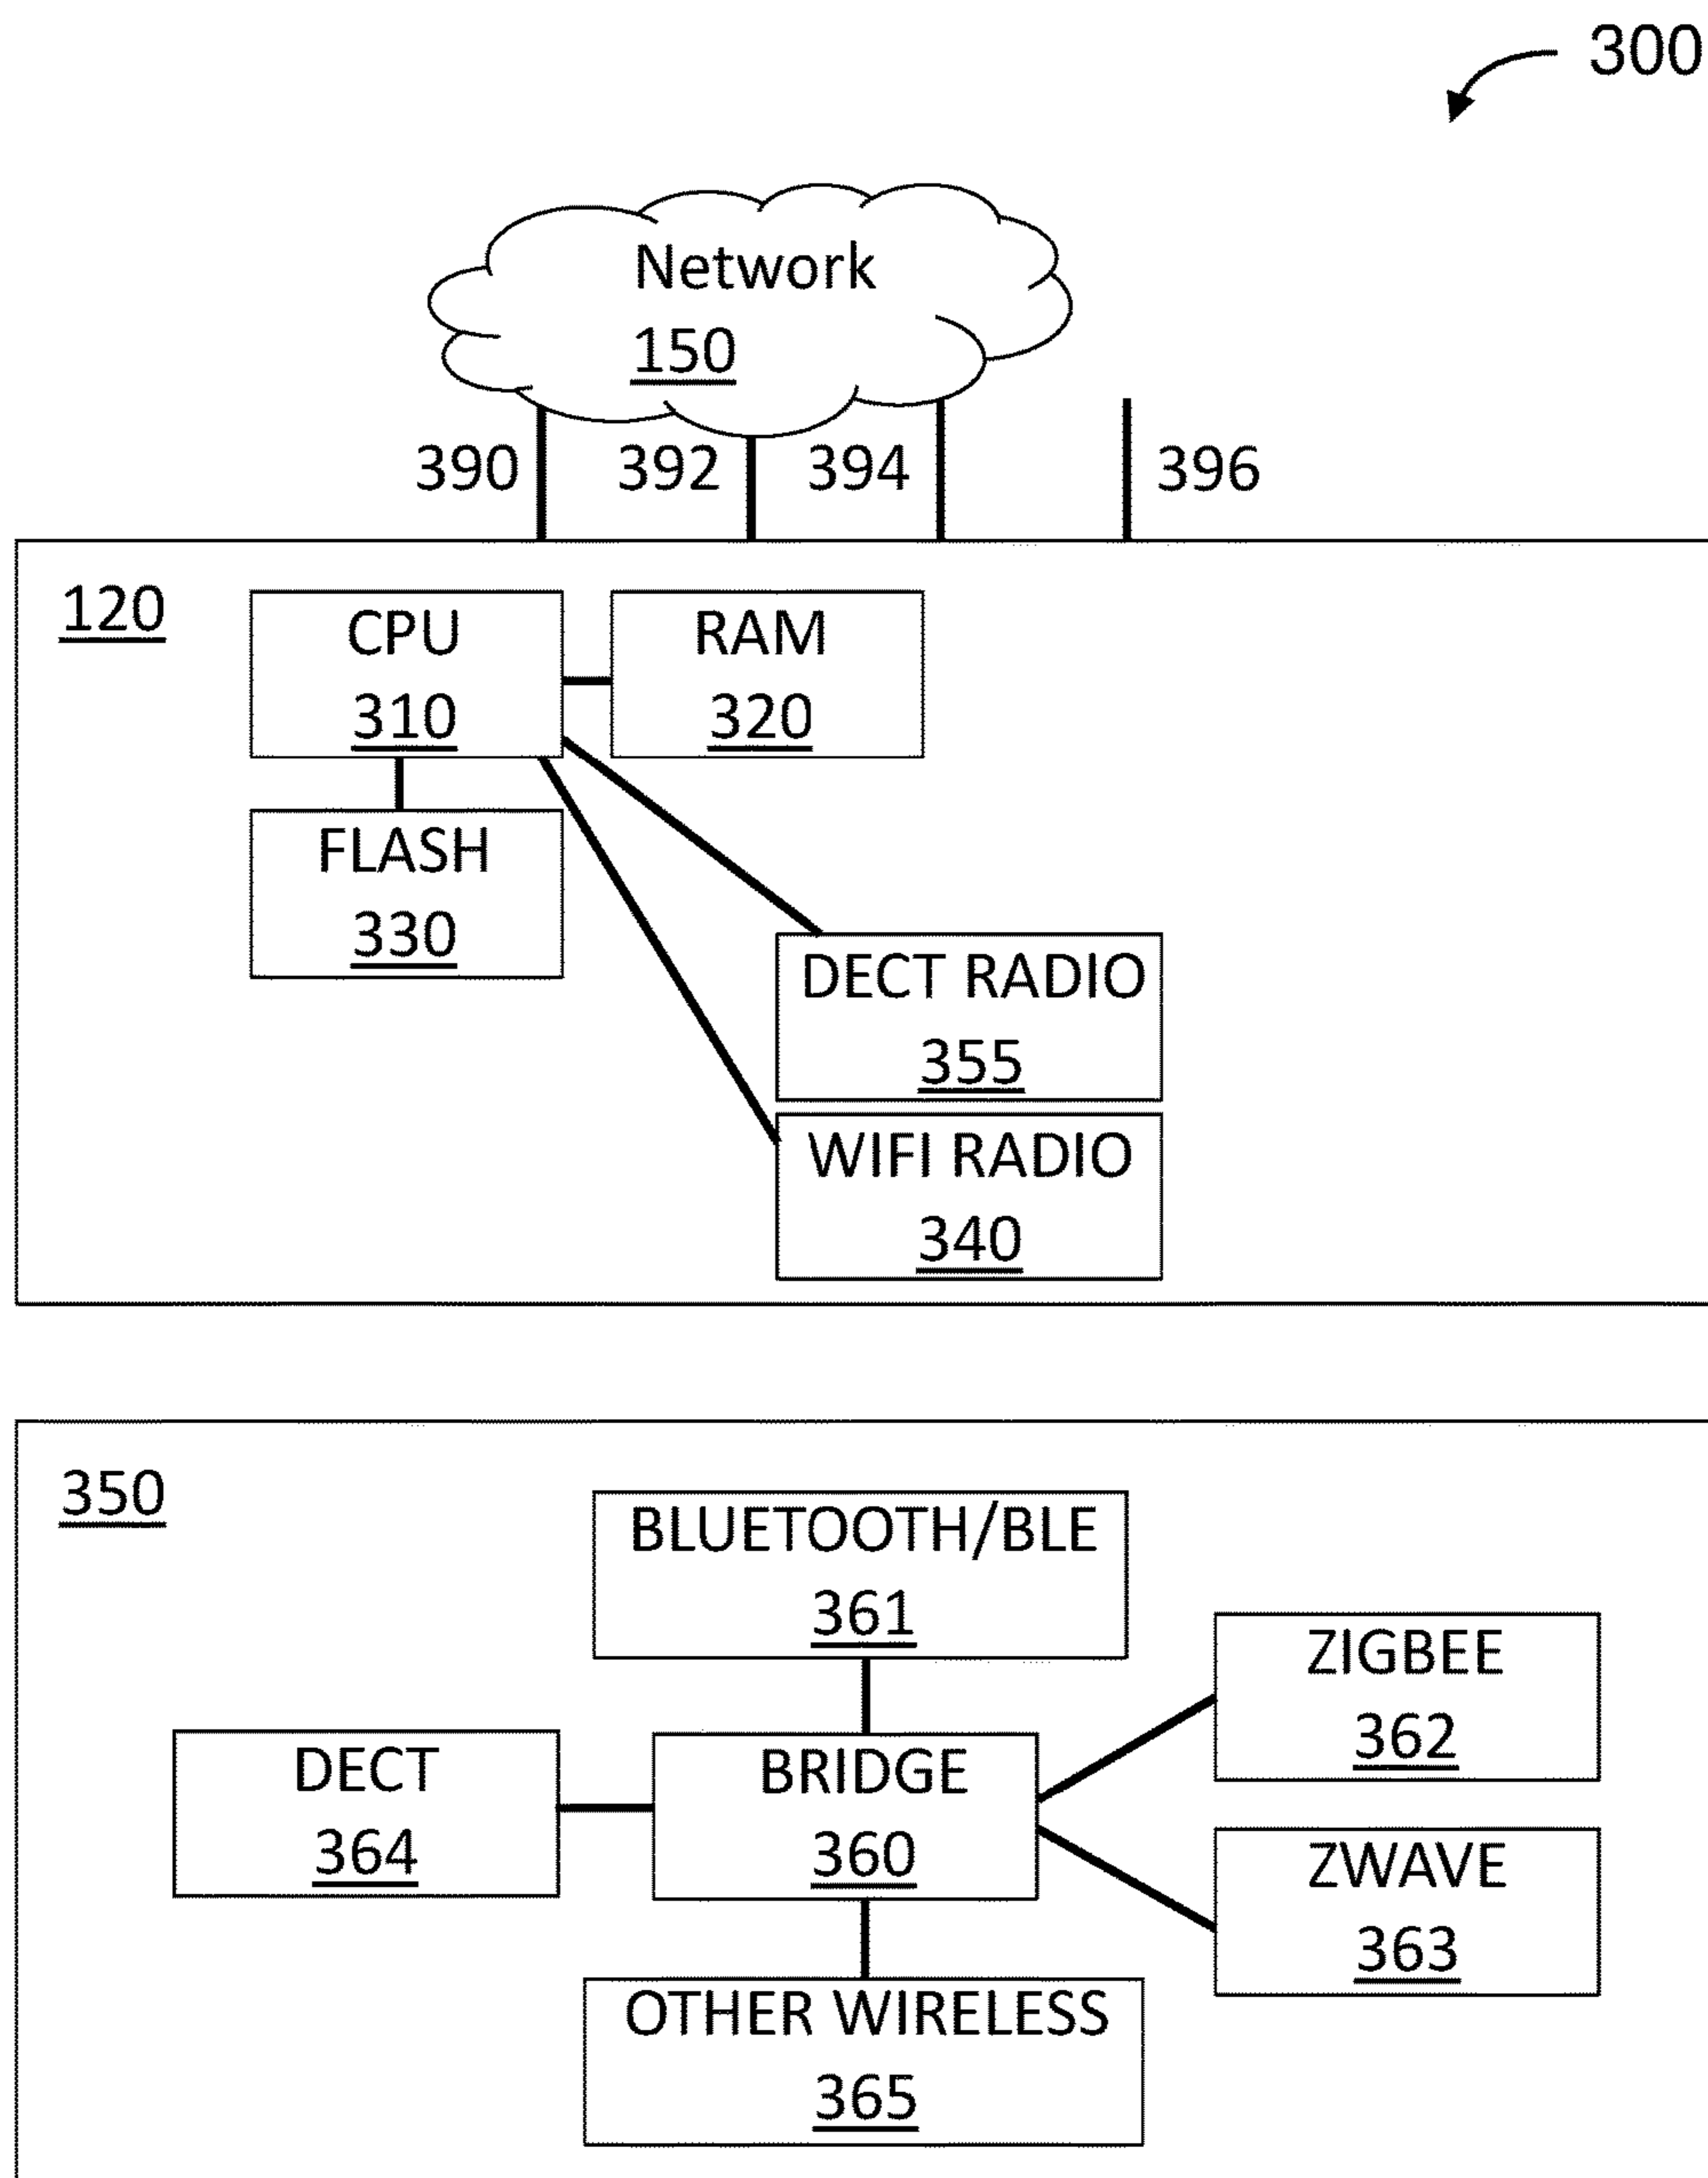 300
Network
150
390
392
394
396
120
CPU
310
RAM
320
FLASH
330
DECT RADIO
355
WIFI RADIO
340
350
BLUETOOTH/BLE
361
ZIGBEE
362
DECT
364
BRIDGE
360
ZWAVE
363
OTHER WIRELESS
365